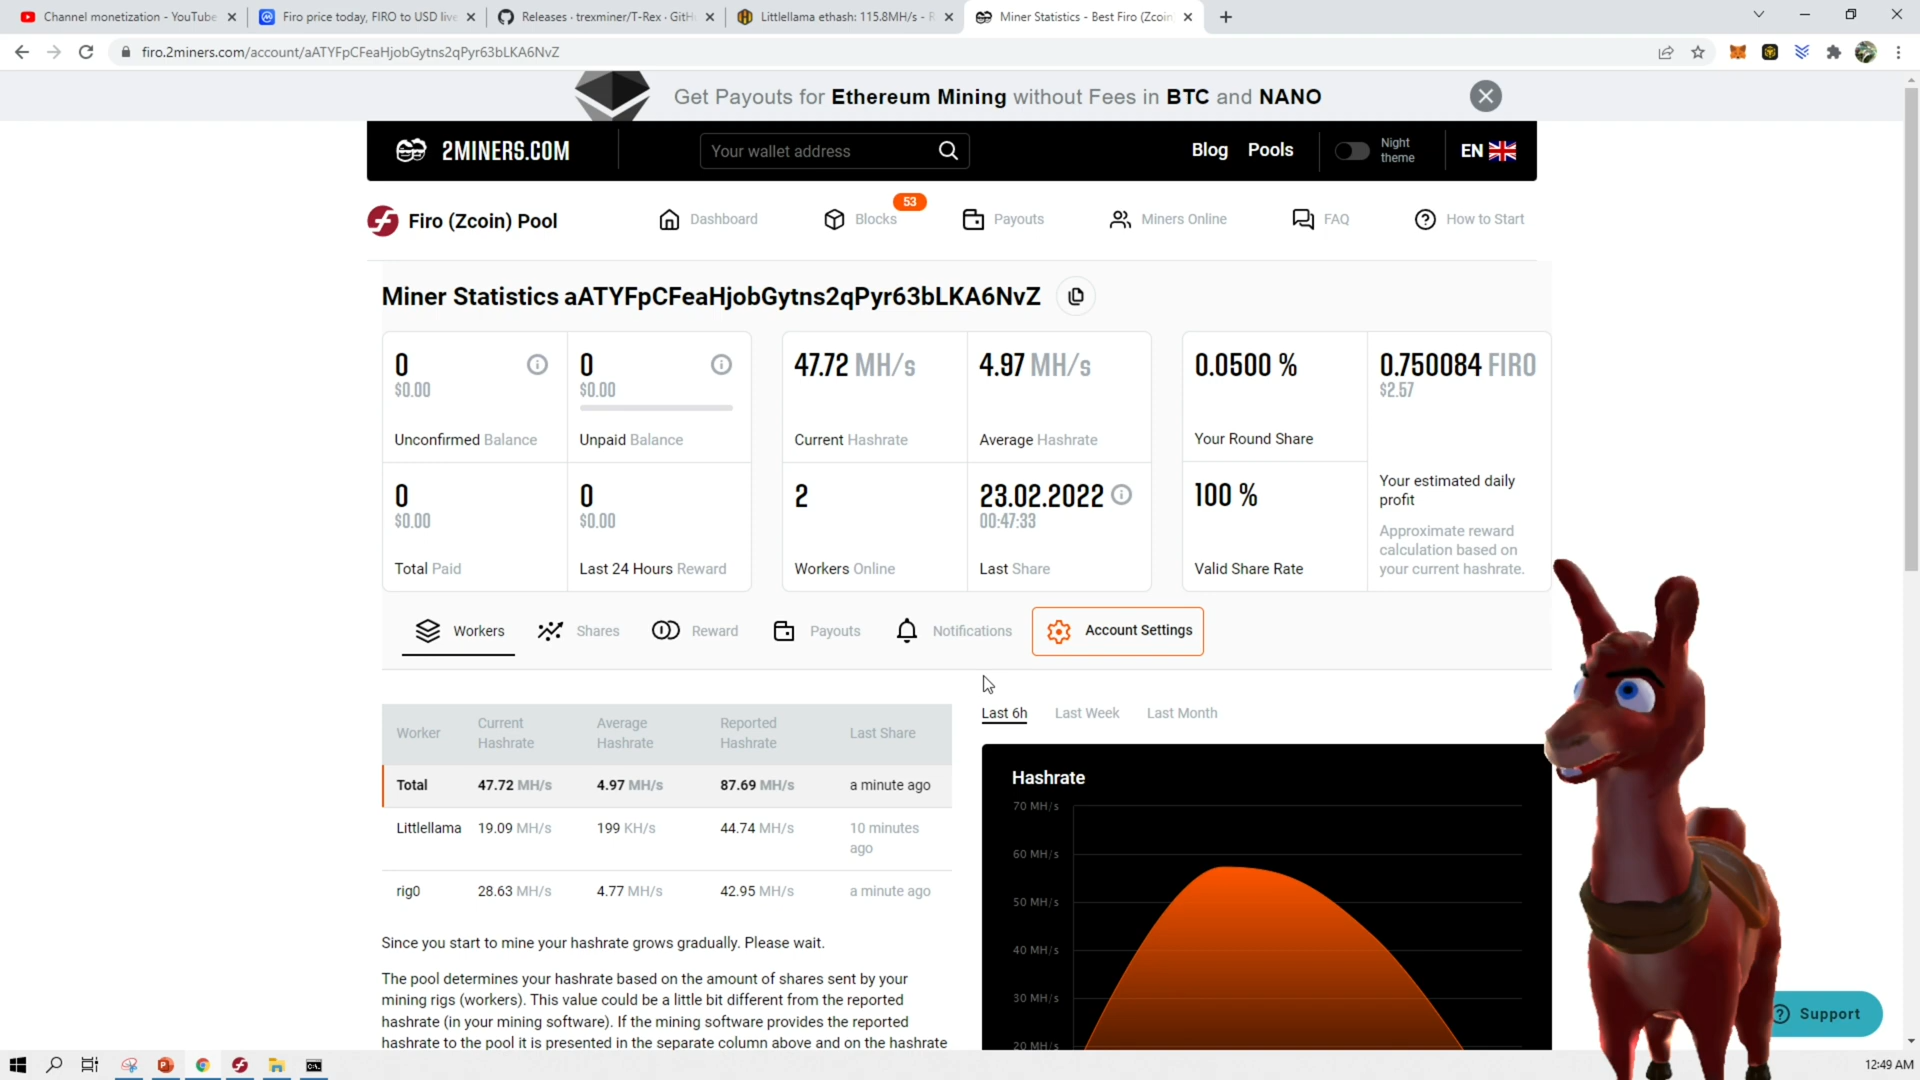 Channel monetization - YouTube
Firo price today, FIRO to USD live
Releases · trexminer/T-Rex · GitH
Littlellama ethash: 115.8MH/s - R
Miner Statistics - Best Firo (Zcoin
firo.2miners.com/account/aATYFpCFeaHjobGytns2qPyr63bLKA6NvZ
Get Payouts for Ethereum Mining without Fees in BTC and NANO
2MINERS.COM
Your wallet address
Blog
Pools
Night theme
EN
Firo (Zcoin) Pool
Dashboard
Blocks
53
Payouts
Miners Online
FAQ
How to Start
Miner Statistics aATYFpCFeaHjobGytns2qPyr63bLKA6NvZ
0
$0.00
Unconfirmed Balance
0
$0.00
Unpaid Balance
47.72 MH/s
Current Hashrate
4.97 MH/s
Average Hashrate
0.0500 %
Your Round Share
0.750084 FIRO
$2.57
Your estimated daily
profit
Approximate reward
calculation based on
your current hashrate.
0
$0.00
Total Paid
0
$0.00
Last 24 Hours Reward
2
Workers Online
23.02.2022
00:47:33
Last Share
100 %
Valid Share Rate
Workers
Shares
Reward
Payouts
Notifications
Account Settings
Worker
Current
Hashrate
Average
Hashrate
Reported
Hashrate
Last Share
Total 47.72 MH/s 4.97 MH/s 87.69 MH/s a minute ago
Littlellama 19.09 MH/s 199 KH/s 44.74 MH/s 10 minutes
ago
rig0 28.63 MH/s 4.77 MH/s 42.95 MH/s a minute ago
Since you start to mine your hashrate grows gradually. Please wait.
The pool determines your hashrate based on the amount of shares sent by your
mining rigs (workers). This value could be a little bit different from the reported
hashrate (in your mining software). If the mining software provides the reported
hashrate to the pool it is presented in the separate column above and on the hashrate
Last 6h
Last Week
Last Month
Hashrate
70 MH/s
60 MH/s
50 MH/s
40 MH/s
30 MH/s
20 MH/s
Support
12:49 AM